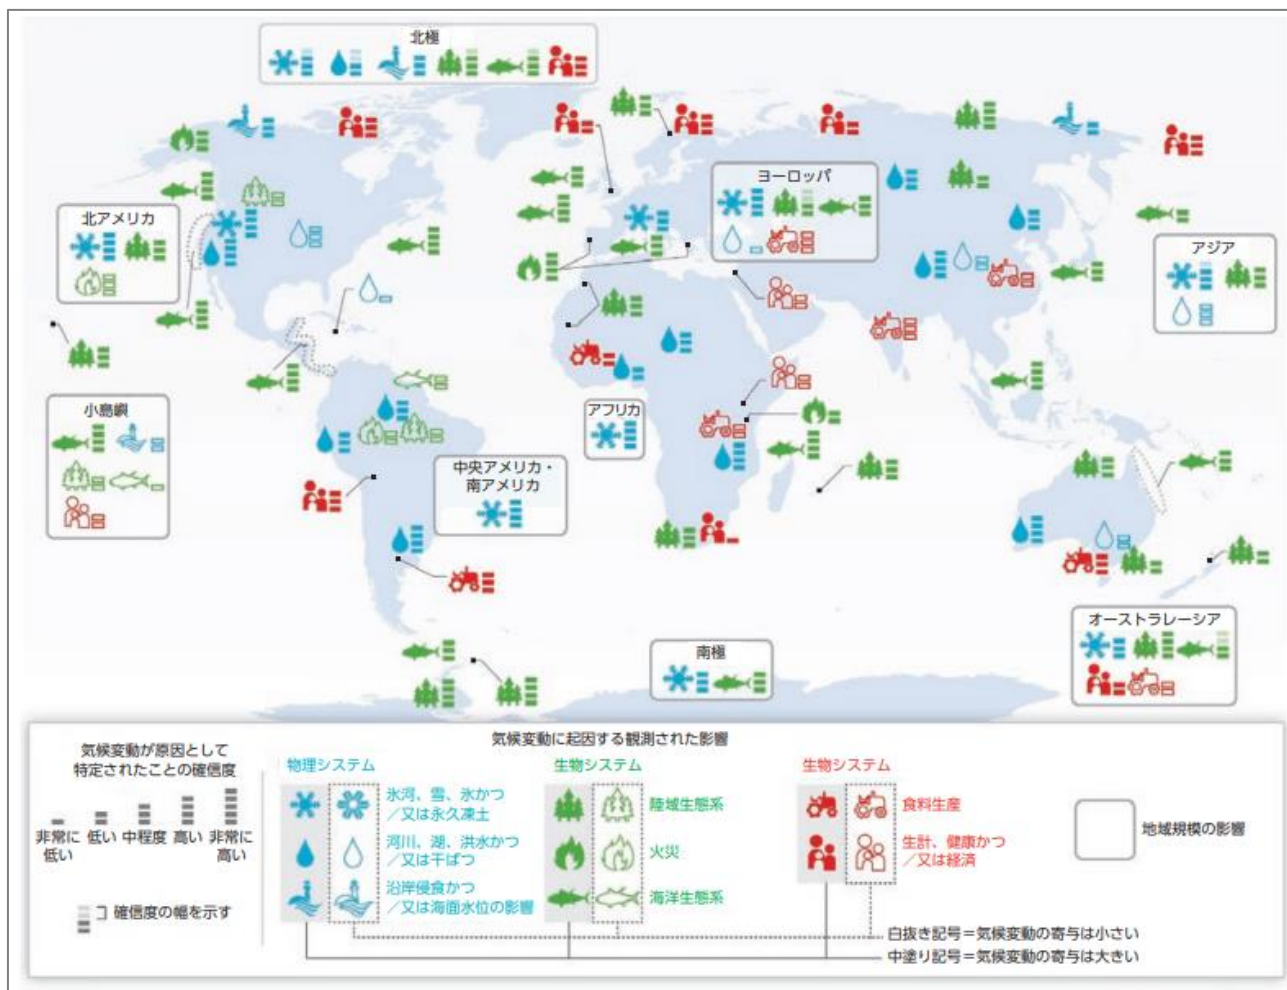 北極
ヨーロッパ
北アメリカ
アジア
小島嶼
アフリカ
中央アメリカ・
南アメリカ
オーストラレーシア
南極
気候変動に起因する観測された影響
気候変動が原因として
特定されたことの確信度
非常に
低い
低い
中程度
高い
非常に
高い
確信度の幅を示す
物理システム
氷河、雪、氷かつ
／又は永久凍土
河川、湖、洪水かつ
／又は干ばつ
沿岸侵食かつ
／又は海面水位の影響
生物システム
陸域生態系
火災
海洋生態系
生物システム
食料生産
生計、健康かつ
／又は経済
地域規模の影響
白抜き記号＝気候変動の寄与は小さい
中塗り記号＝気候変動の寄与は大きい